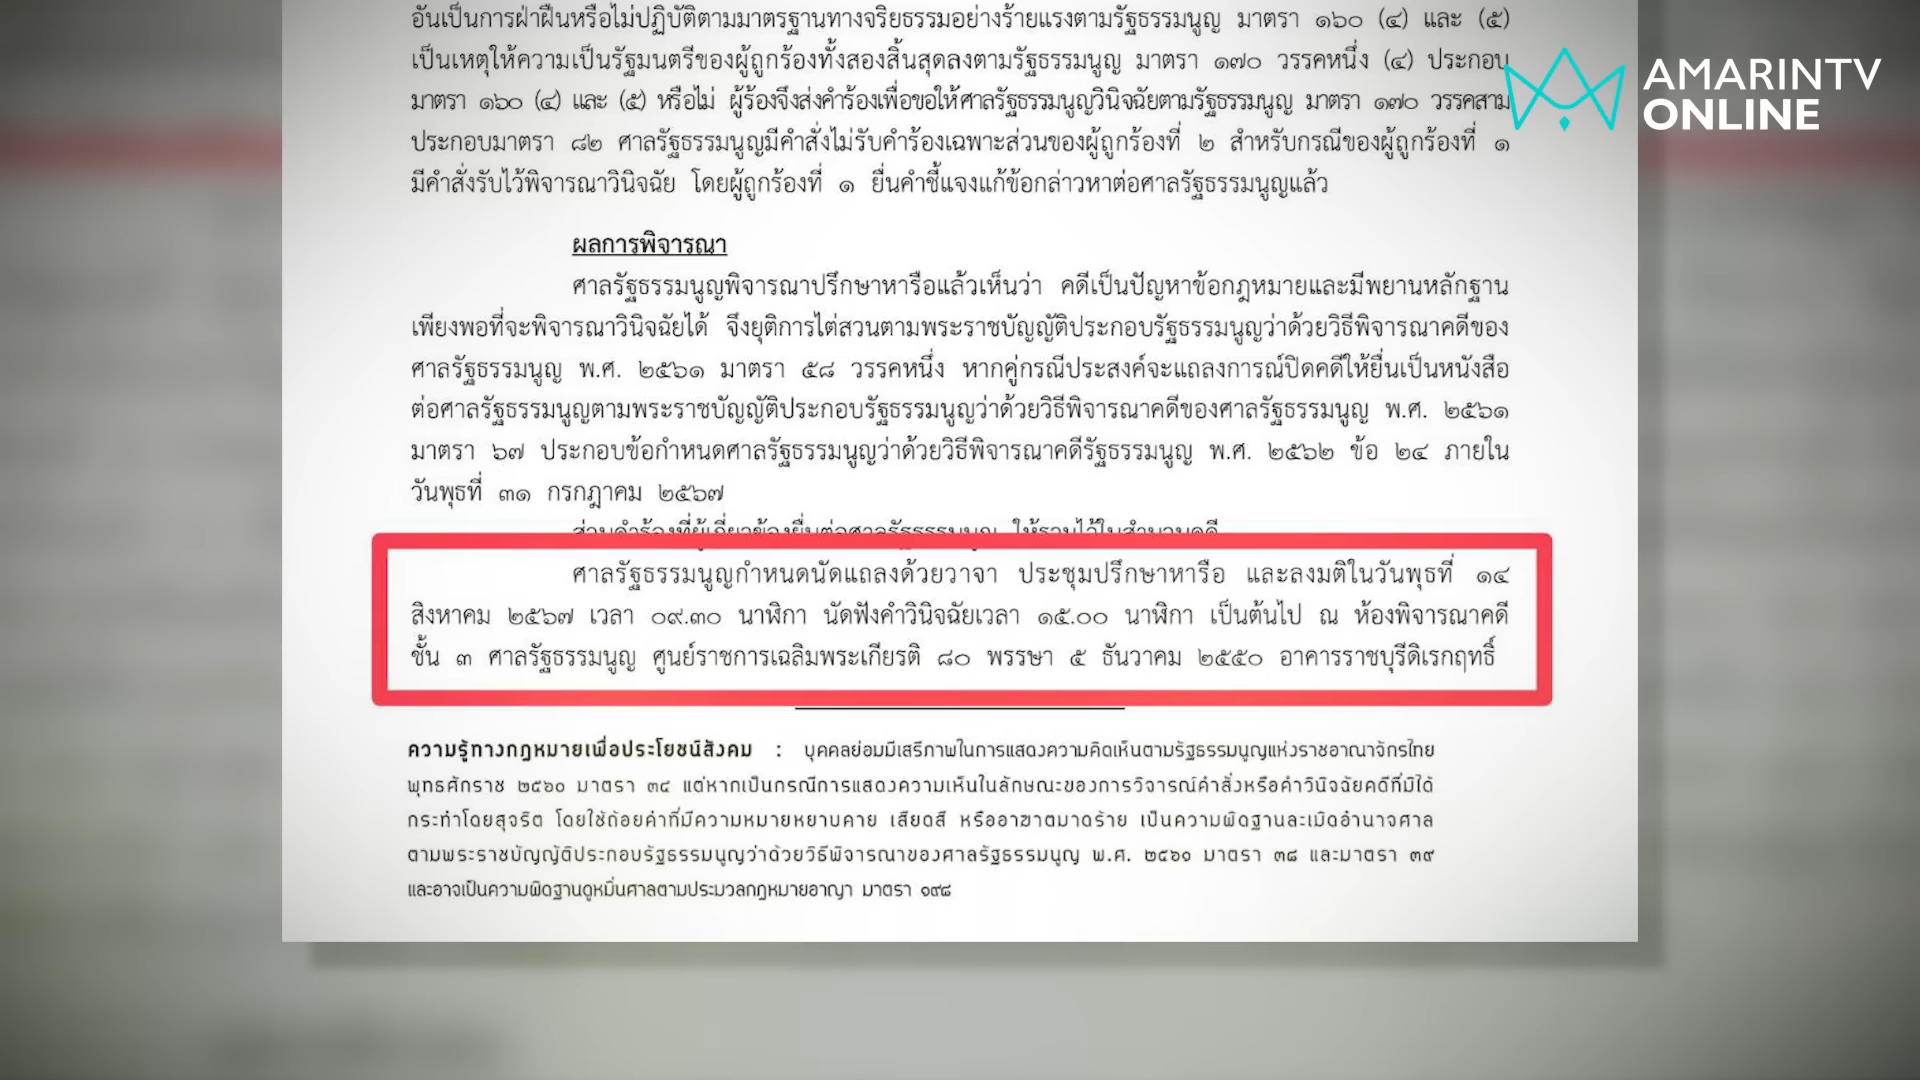 อันเป็นการฝ่าฝืนหรือไม่ปฏิบัติตามมาตรฐานทางจริยธรรมอย่างร้ายแรงตามรัฐธรรมนูญ มาตรา ๑๖๐ (๔) และ (๕)
เป็นเหตุให้ความเป็นรัฐมนตรีของผู้ถูกร้องทั้งสองสิ้นสุดลงตามรัฐธรรมนูญ มาตรา ๑๗๐ วรรคหนึ่ง (๔) ประกอบ
มาตรา ๑๖๐ (๔) และ (๕) หรือไม่ ผู้ร้องจึงส่งคำร้องเพื่อขอให้ศาลรัฐธรรมนูญวินิจฉัยตามรัฐธรรมนูญ มาตรา ๑๗๐ วรรคสาม
ประกอบมาตรา ๘๒ ศาลรัฐธรรมนูญมีคำสั่งไม่รับคำร้องเฉพาะส่วนของผู้ถูกร้องที่ ๒ สำหรับกรณีของผู้ถูกร้องที่ ๑
มีคำสั่งรับไว้พิจารณาวินิจฉัย โดยผู้ถูกร้องที่ ๑ ยื่นคำชี้แจงแก้ข้อกล่าวหาต่อศาลรัฐธรรมนูญแล้ว
AMARINTV
ONLINE
ผลการพิจารณา
ศาลรัฐธรรมนูญพิจารณาปรึกษาหารือแล้วเห็นว่า คดีเป็นปัญหาข้อกฎหมายและมีพยานหลักฐาน
เพียงพอที่จะพิจารณาวินิจฉัยได้ จึงยุติการไต่สวนตามพระราชบัญญัติประกอบรัฐธรรมนูญว่าด้วยวิธีพิจารณาคดีของ
ศาลรัฐธรรมนูญ พ.ศ. ๒๕๖๑ มาตรา ๕๘ วรรคหนึ่ง หากคู่กรณีประสงค์จะแถลงการณ์ปิดคดีให้ยื่นเป็นหนังสือ
ต่อศาลรัฐธรรมนูญตามพระราชบัญญัติประกอบรัฐธรรมนูญว่าด้วยวิธีพิจารณาคดีของศาลรัฐธรรมนูญ พ.ศ. ๒๕๖๑
มาตรา ๖๗ ประกอบข้อกำหนดศาลรัฐธรรมนูญว่าด้วยวิธีพิจารณาคดีรัฐธรรมนูญ พ.ศ. ๒๕๖๒ ข้อ ๒๔ ภายใน
วันพุธที่ ๓๑ กรกฎาคม ๒๕๖๗
ส่วนคำร้องที่ผู้เกี่ยวข้องยื่นต่อศาลรัฐธรรมนูญ ให้รวมไว้ในสำนวนคดี
ศาลรัฐธรรมนูญกำหนดนัดแถลงด้วยวาจา ประชุมปรึกษาหารือ และลงมติในวันพุธที่ ๑๔
สิงหาคม ๒๕๖๗ เวลา ๐๙.๓๐ นาฬิกา นัดฟังคำวินิจฉัยเวลา ๑๕.๐๐ นาฬิกา เป็นต้นไป ณ ห้องพิจารณาคดี
ชั้น ๓ ศาลรัฐธรรมนูญ ศูนย์ราชการเฉลิมพระเกียรติ ๘๐ พรรษา ๕ ธันวาคม ๒๕๕๐ อาคารราชบุรีดิเรกฤทธิ์
ความรู้ทางกฎหมายเพื่อประโยชน์สังคม : บุคคลย่อมมีเสรีภาพในการแสดงความคิดเห็นตามรัฐธรรมนูญแห่งราชอาณาจักรไทย
พุทธศักราช ๒๕๖๐ มาตรา ๓๔ แต่หากเป็นกรณีการแสดงความเห็นในลักษณะของการวิจารณ์คำสั่งหรือคำวินิจฉัยคดีที่มิได้
กระทำโดยสุจริต โดยใช้ถ้อยคำที่มีความหมายหยาบคาย เสียดสี หรืออาฆาตมาดร้าย เป็นความผิดฐานละเมิดอำนาจศาล
ตามพระราชบัญญัติประกอบรัฐธรรมนูญว่าด้วยวิธีพิจารณาของศาลรัฐธรรมนูญ พ.ศ. ๒๕๖๑ มาตรา ๓๘ และมาตรา ๓๙
และอาจเป็นความผิดฐานดูหมิ่นศาลตามประมวลกฎหมายอาญา มาตรา ๑๙๘